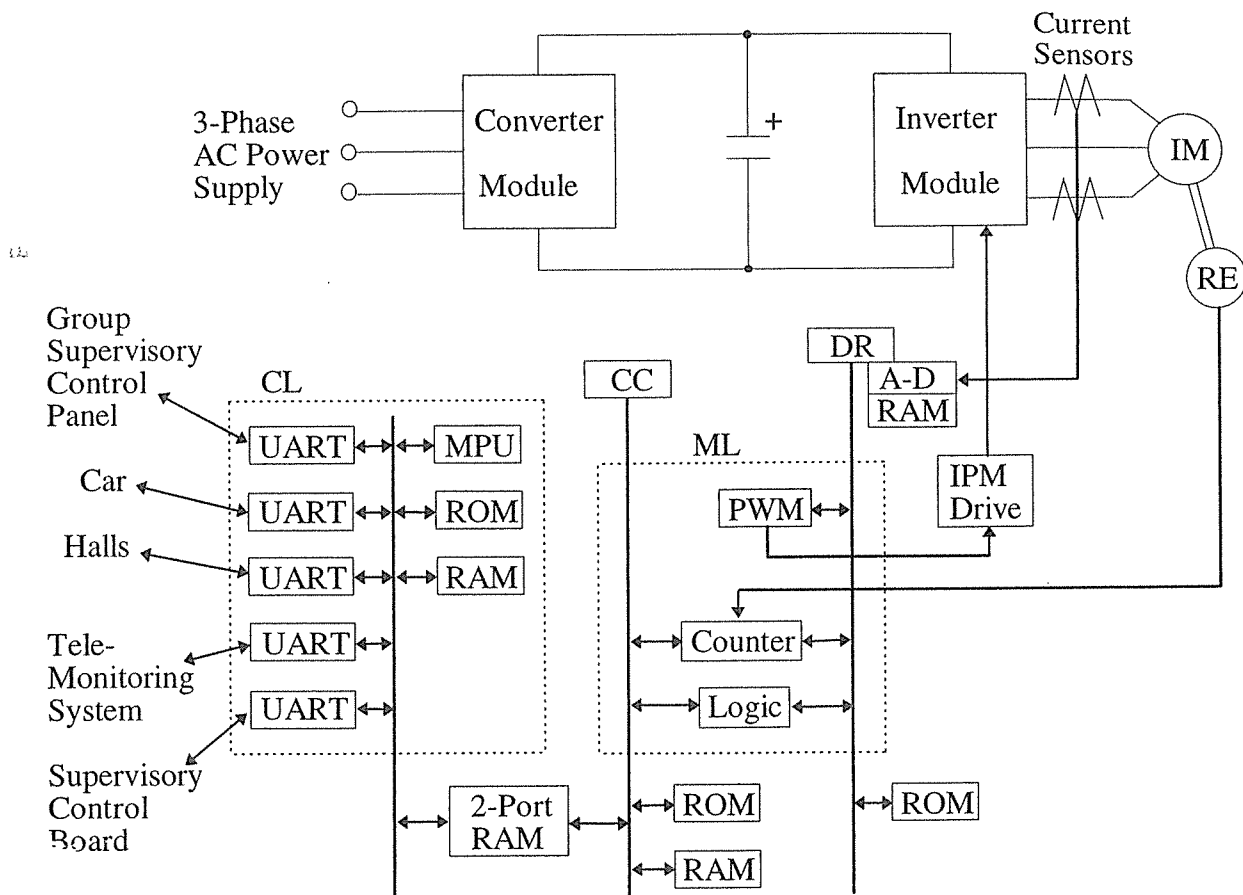 Current
Sensors
3-Phase
AC Power
Supply
Converter
Module
+
Inverter
Module
IM
RE
Group
Supervisory
Control
Panel
CL
CC
DR
A-D
RAM
UART
MPU
ML
IPM
Drive
Car
UART
ROM
PWM
Halls
UART
RAM
Tele-
Monitoring
System
UART
Counter
UART
Logic
Supervisory
Control
Board
2-Port
RAM
ROM
ROM
RAM